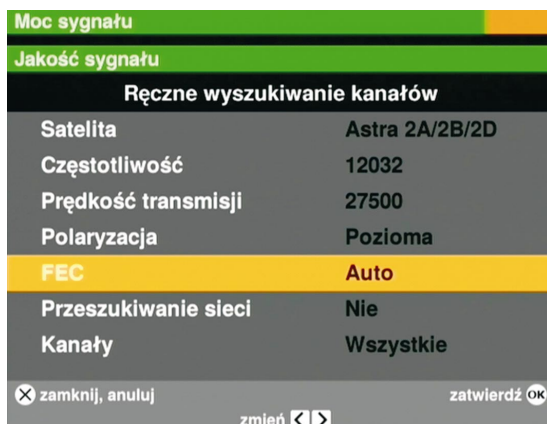 Moc sygnału
Jakość sygnału
Ręczne wyszukiwanie kanałów
Satelita Astra 2A/2B/2D
Częstotliwość 12032
Prędkość transmisji 27500
Polaryzacja Pozioma
FEC Auto
Przeszukiwanie sieci Nie
Kanały Wszystkie
zamknij, anuluj zatwierdź OK
zmień